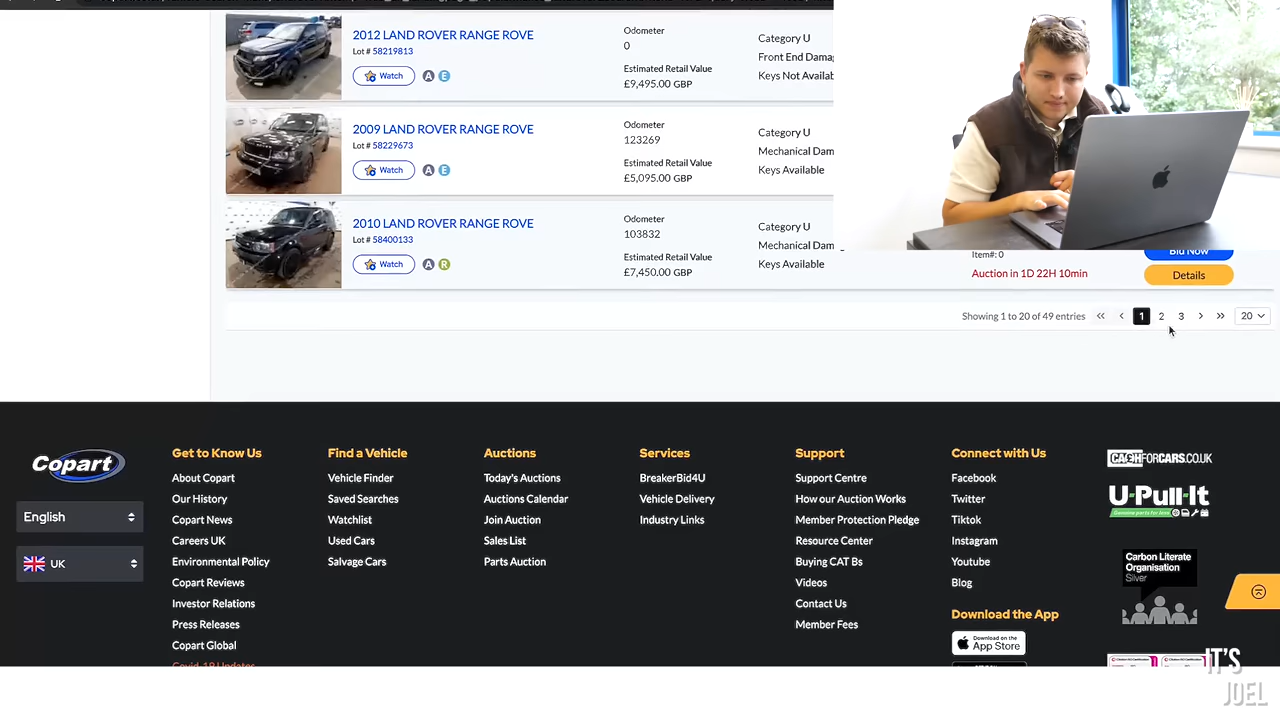 2012 LAND ROVER RANGE ROVE
Lot # 58219813
Watch
A E
Odometer
0
Estimated Retail Value
£9,495.00 GBP
Category U
Front End Damag
Keys Not Availab
2009 LAND ROVER RANGE ROVE
Lot # 58229673
Watch
A E
Odometer
123269
Estimated Retail Value
£5,095.00 GBP
Category U
Mechanical Dam
Keys Available
2010 LAND ROVER RANGE ROVE
Lot # 58400133
Watch
A R
Odometer
103832
Estimated Retail Value
£7,450.00 GBP
Category U
Mechanical Dam
Keys Available
Item#: 0
Auction in 1D 22H 10min
Bid Now
Details
Showing 1 to 20 of 49 entries « ‹ 1 2 3 › » 20
Copart
English
UK
Get to Know Us
About Copart
Our History
Copart News
Careers UK
Environmental Policy
Copart Reviews
Investor Relations
Press Releases
Copart Global
Covid-19 Updates
Find a Vehicle
Vehicle Finder
Saved Searches
Watchlist
Used Cars
Salvage Cars
Auctions
Today's Auctions
Auctions Calendar
Join Auction
Sales List
Parts Auction
Services
BreakerBid4U
Vehicle Delivery
Industry Links
Support
Support Centre
How our Auction Works
Member Protection Pledge
Resource Center
Buying CAT Bs
Videos
Contact Us
Member Fees
Connect with Us
Facebook
Twitter
Tiktok
Instagram
Youtube
Blog
Download the App
Download on the
App Store
CA£HFORCARS.CO.UK
U-Pull-It
Genuine parts for less
Carbon Literate
Organisation
Silver
IT'S
JOEL